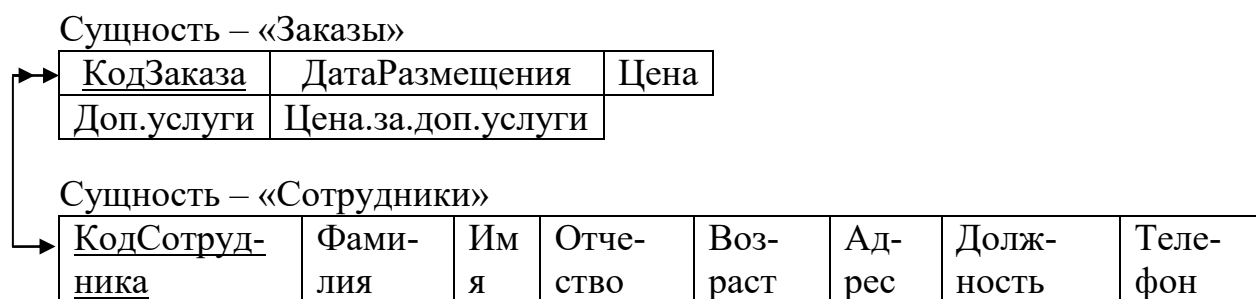 Сущность – «Заказы»
КодЗаказа ДатаРазмещения Цена
Доп.услуги Цена.за.доп.услуги
Сущность – «Сотрудники»
КодСотруд- Фами- Им Отче- Воз- Ад- Долж- Теле-
ника лия я ство раст рес ность фон